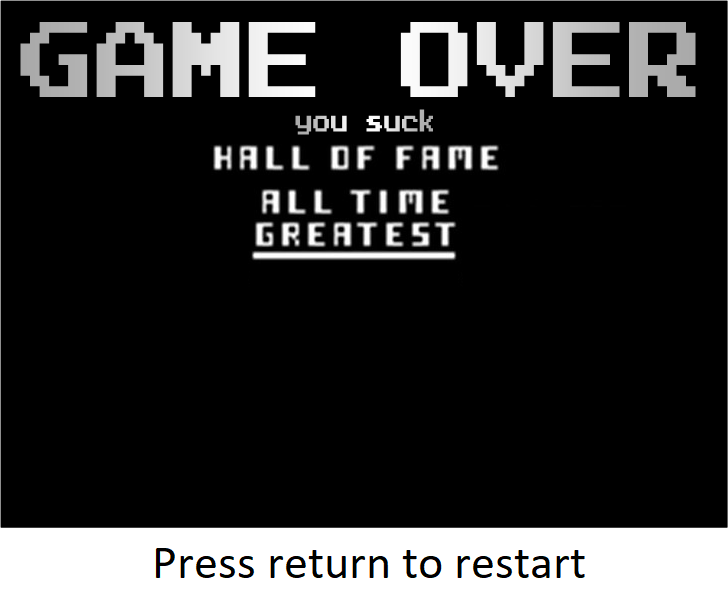 GAME OVER
you suck
HALL OF FAME
ALL TIME
GREATEST
Press return to restart